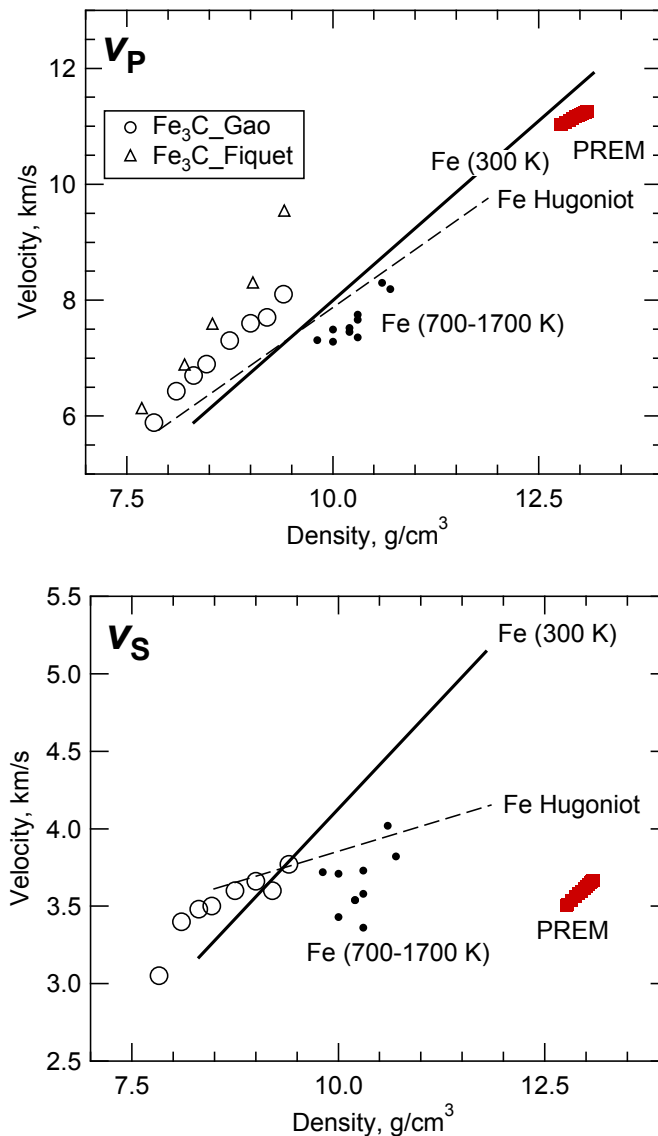 vP
12
10
8
6
Velocity, km/s
Fe₃C_Gao
Fe₃C_Fiquet
PREM
Fe (300 K)
Fe Hugoniot
Fe (700-1700 K)
7.5 10.0 12.5
Density, g/cm³
5.5
vS
Fe (300 K)
5.0
4.5
Velocity, km/s
4.0
Fe Hugoniot
3.5
PREM
Fe (700-1700 K)
3.0
2.5
7.5 10.0 12.5
Density, g/cm³